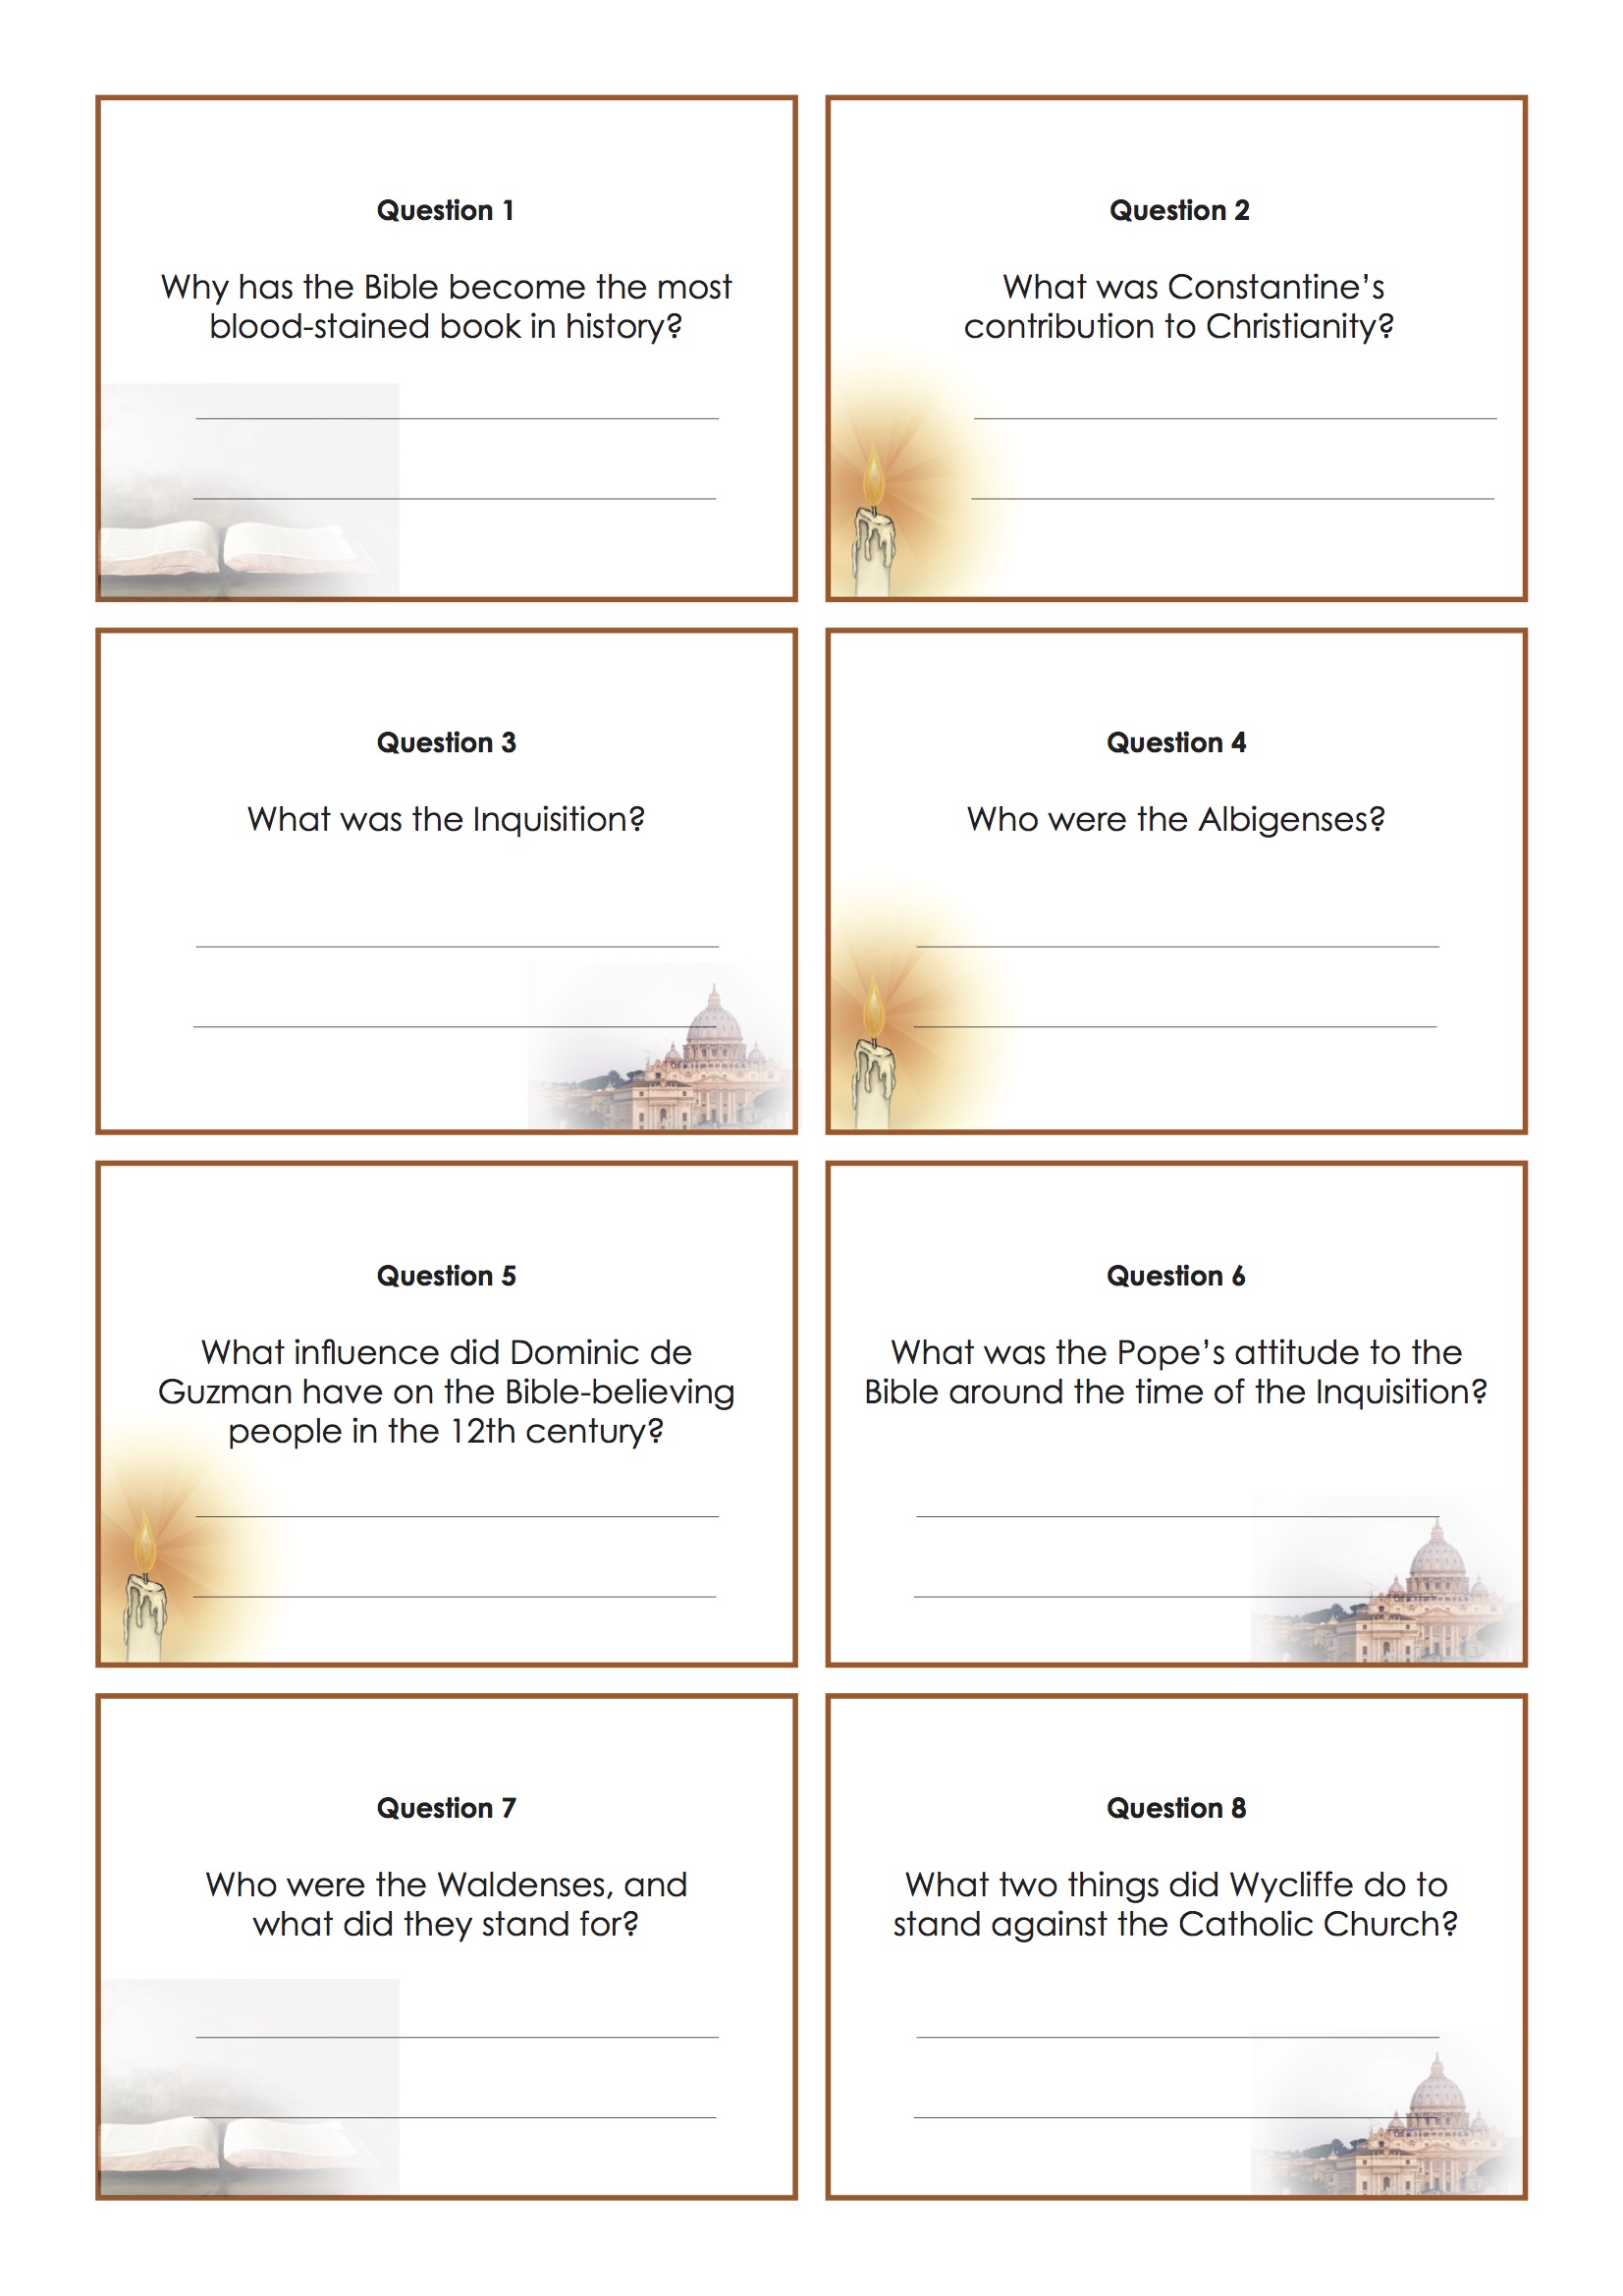 Question 1
Why has the Bible become the most
blood-stained book in history?
Question 2
What was Constantine’s
contribution to Christianity?
Question 3
What was the Inquisition?
Question 4
Who were the Albigenses?
Question 5
What influence did Dominic de
Guzman have on the Bible-believing
people in the 12th century?
Question 6
What was the Pope’s attitude to the
Bible around the time of the Inquisition?
Question 7
Who were the Waldenses, and
what did they stand for?
Question 8
What two things did Wycliffe do to
stand against the Catholic Church?